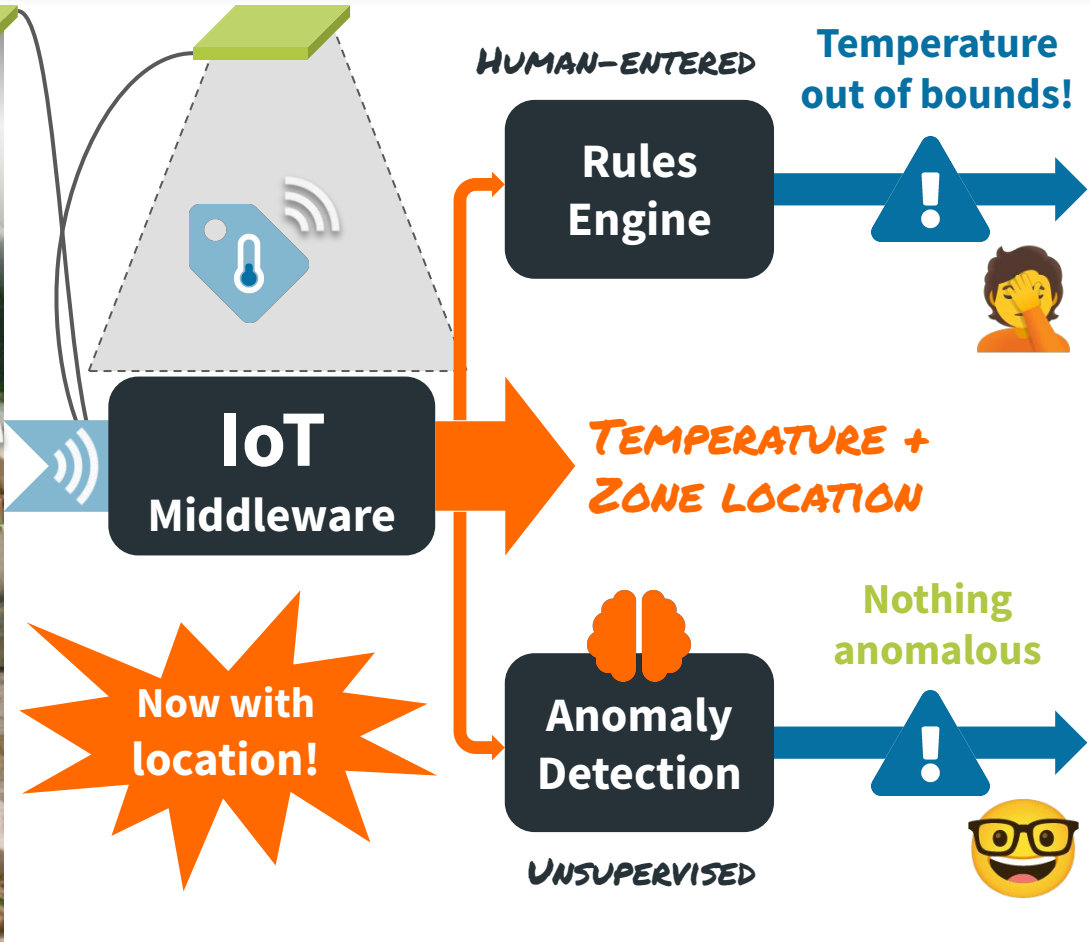 HUMAN-ENTERED
Temperature
out of bounds!
Rules
Engine
IoT
Middleware
TEMPERATURE +
ZONE LOCATION
Now with
location!
Nothing
anomalous
Anomaly
Detection
UNSUPERVISED